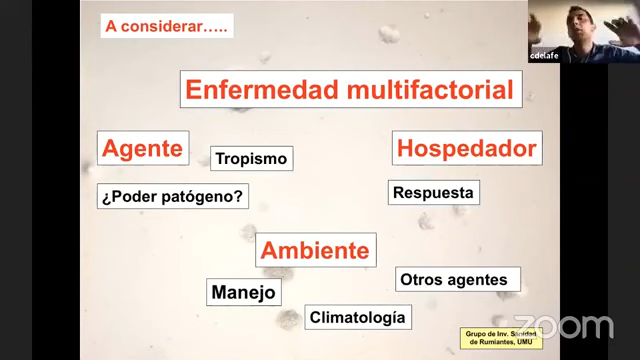 A considerar…..
cdelafe
Enfermedad multifactorial
Agente
Hospedador
Tropismo
¿Poder patógeno?
Respuesta
Ambiente
Otros agentes
Manejo
Climatología
zoom
Grupo de Inv. Sanidad
de Rumiantes, UMU